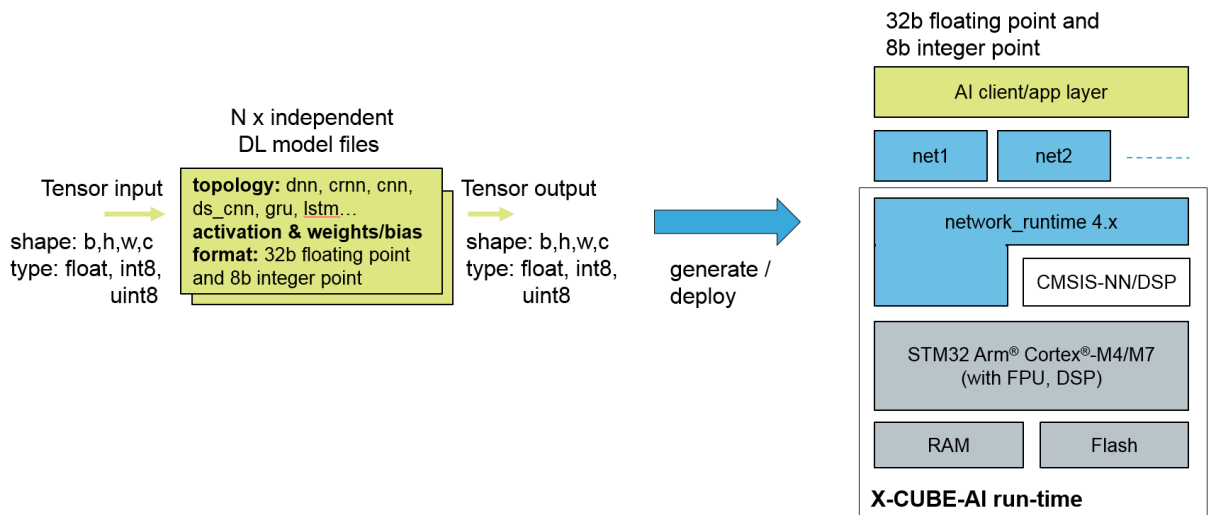 N x independent
DL model files
Tensor input
shape: b,h,w,c
type: float, int8,
uint8
topology: dnn, crnn, cnn,
ds_cnn, gru, lstm…
activation & weights/bias
format: 32b floating point
and 8b integer point
Tensor output
shape: b,h,w,c
type: float, int8,
uint8
generate /
deploy
32b floating point and
8b integer point
AI client/app layer
net1
net2
network_runtime 4.x
CMSIS-NN/DSP
STM32 Arm® Cortex®-M4/M7
(with FPU, DSP)
RAM
Flash
X-CUBE-AI run-time